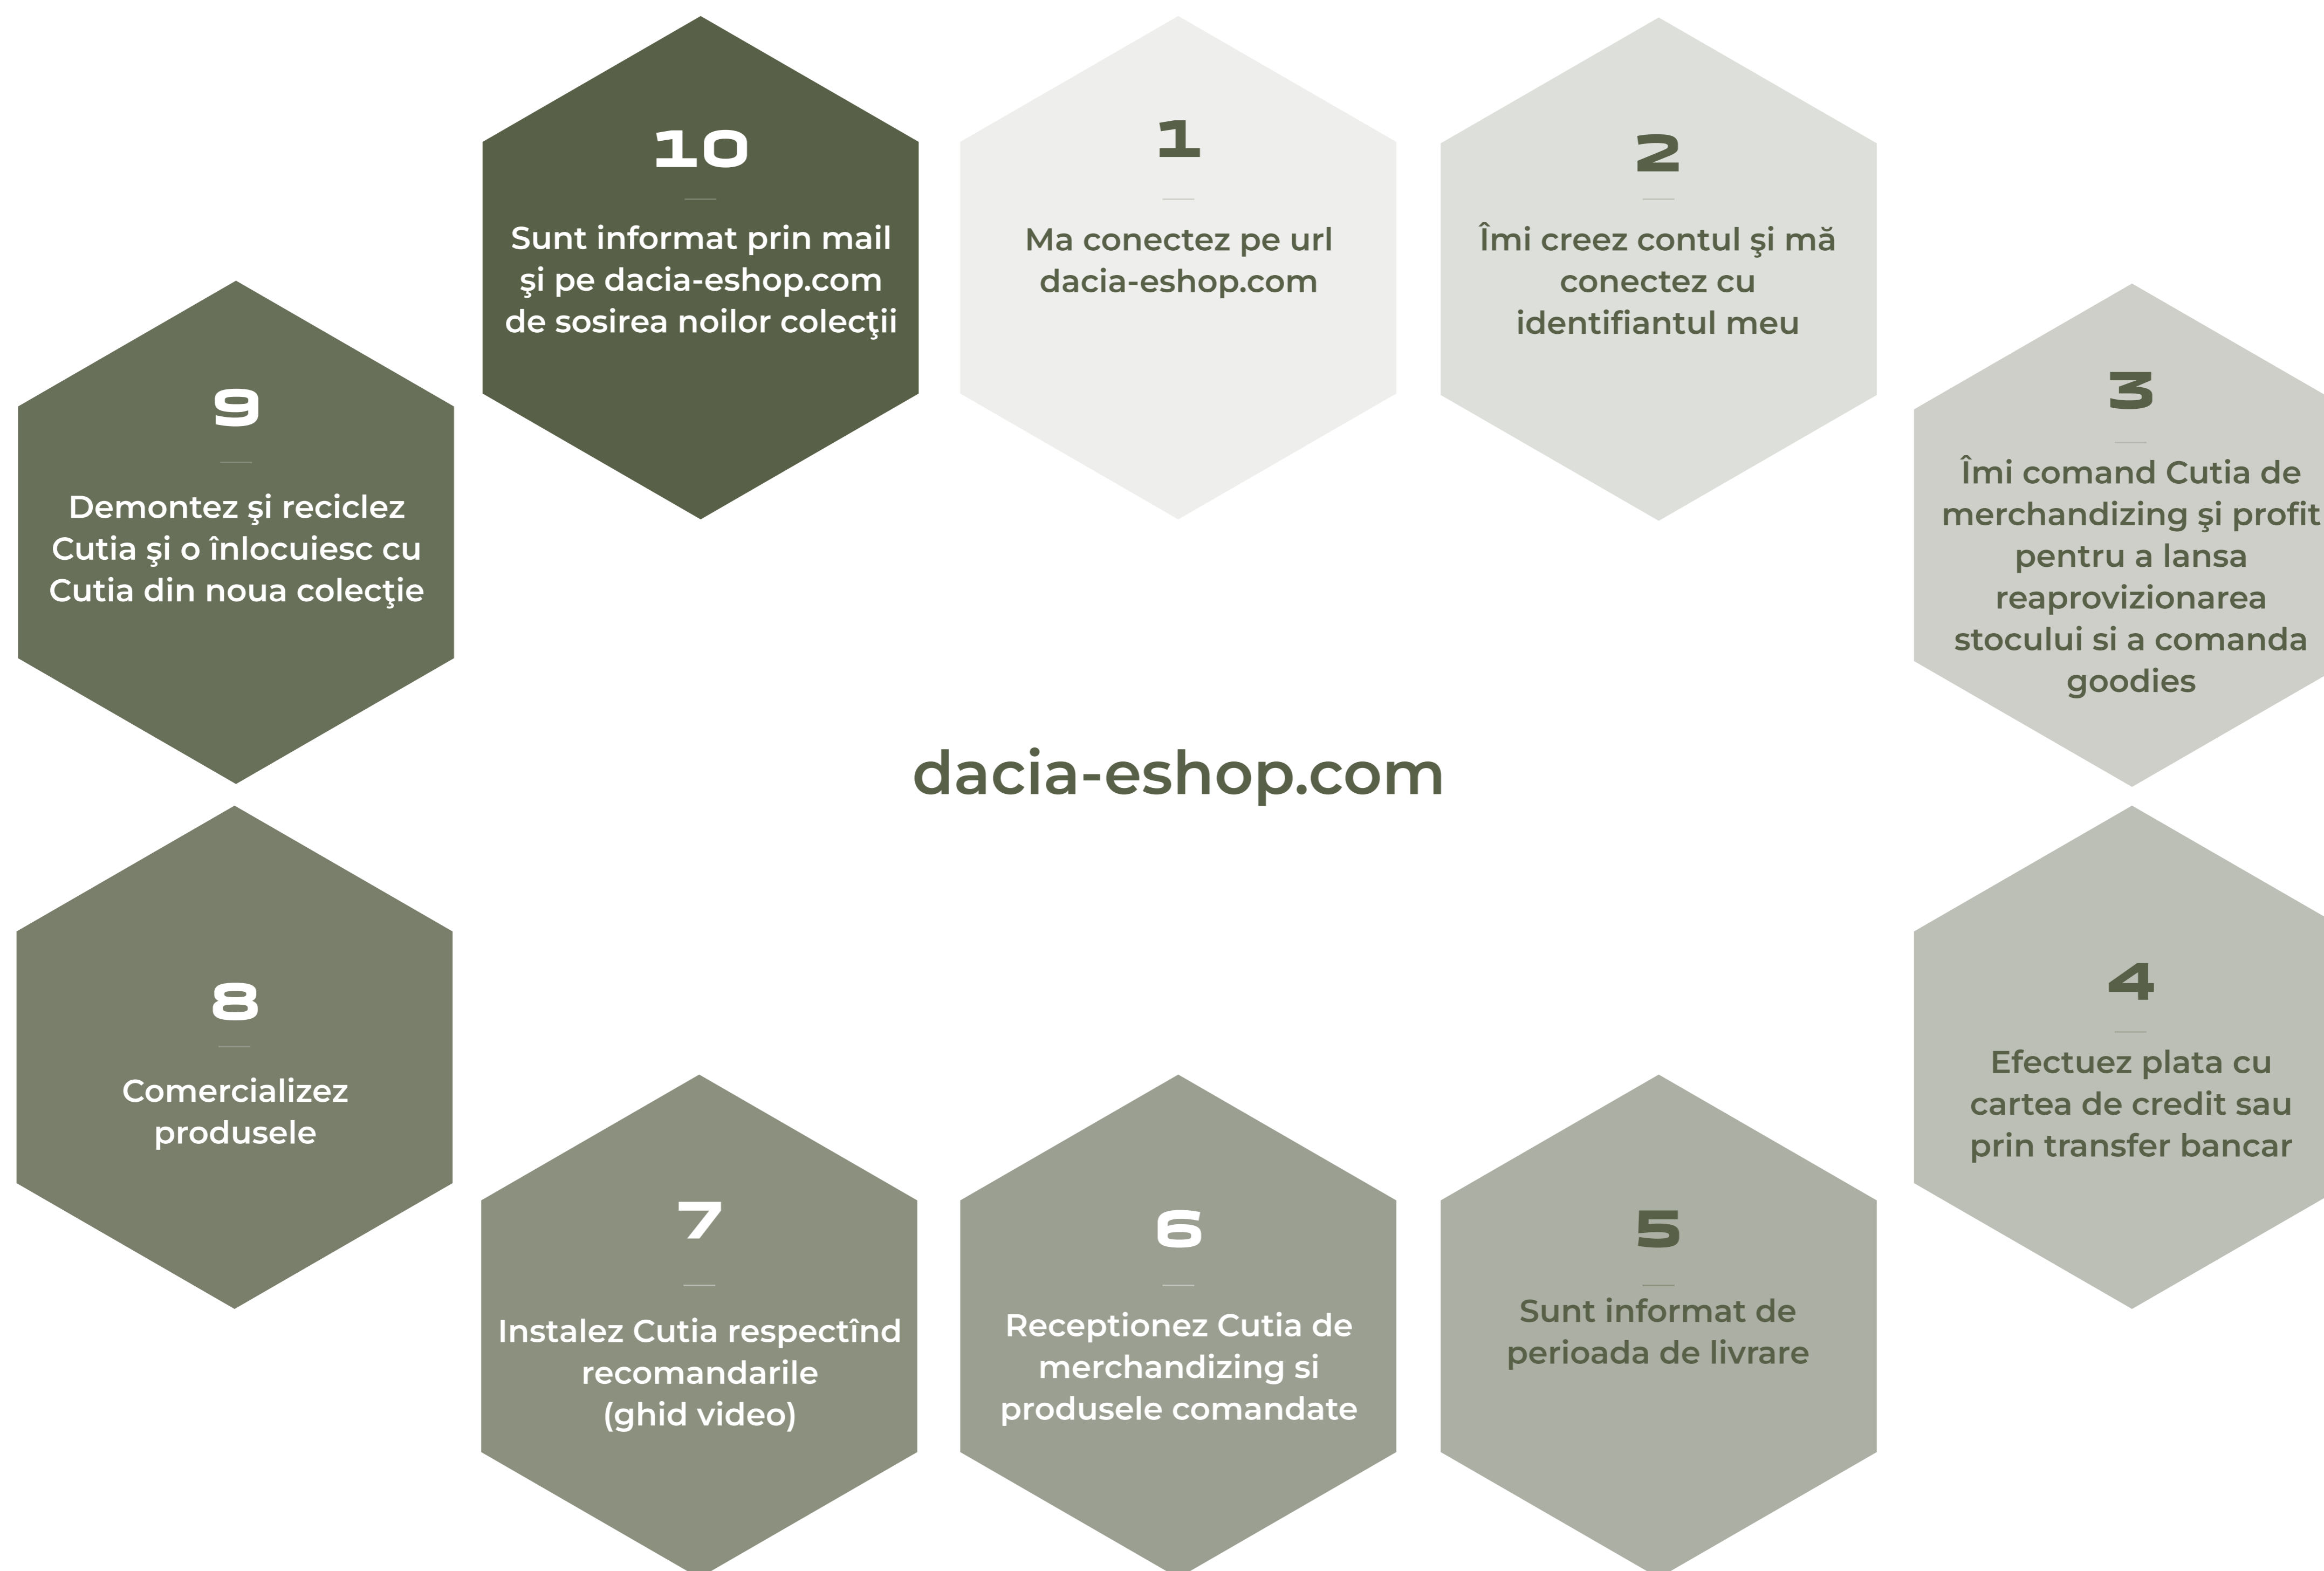 10
Sunt informat prin mail
şi pe dacia-eshop.com
de sosirea noilor colecţii
1
Ma conectez pe url
dacia-eshop.com
2
Îmi creez contul şi mă
conectez cu
identifiantul meu
3
Îmi comand Cutia de
merchandizing şi profit
pentru a lansa
reaprovizionarea
stocului si a comanda
goodies
9
Demontez şi reciclez
Cutia şi o înlocuiesc cu
Cutia din noua colecţie
dacia-eshop.com
4
Efectuez plata cu
cartea de credit sau
prin transfer bancar
8
Comercializez
produsele
7
Instalez Cutia respectînd
recomandarile
(ghid video)
6
Receptionez Cutia de
merchandizing si
produsele comandate
5
Sunt informat de
perioada de livrare